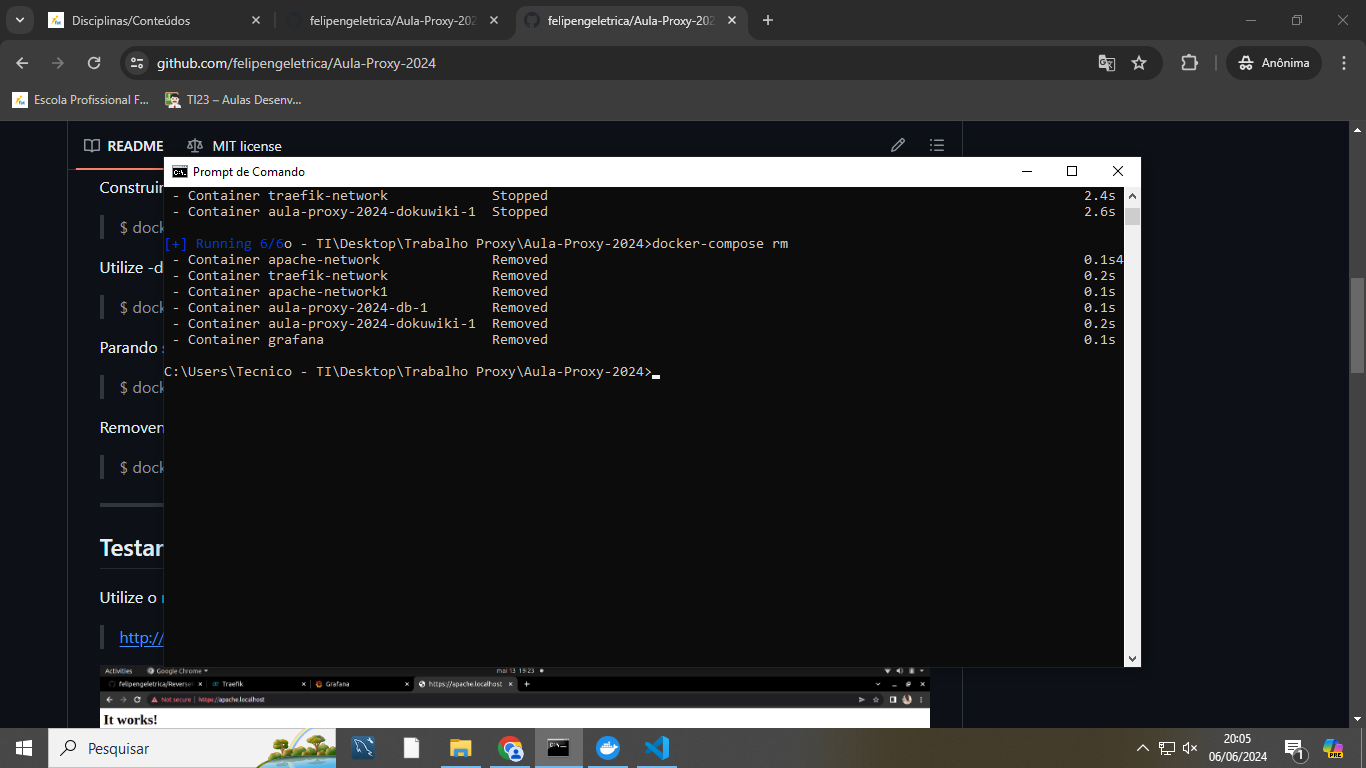 Disciplinas/Conteúdos
felipengeletrica/Aula-Proxy-202
felipengeletrica/Aula-Proxy-202
github.com/felipengeletrica/Aula-Proxy-2024
Anônima
Escola Profissional F...
TI23 – Aulas Desenv...
README
MIT license
Construir
$ dock
Utilize -d
$ dock
Parando s
$ dock
Removen
$ dock
Testar
Utilize o
http://
Prompt de Comando
- Container traefik-network Stopped 2.4s
- Container aula-proxy-2024-dokuwiki-1 Stopped 2.6s
[+] Running 6/6o - TI\Desktop\Trabalho Proxy\Aula-Proxy-2024>docker-compose rm
- Container apache-network Removed 0.1s4
- Container traefik-network Removed 0.2s
- Container apache-network1 Removed 0.1s
- Container aula-proxy-2024-db-1 Removed 0.1s
- Container aula-proxy-2024-dokuwiki-1 Removed 0.2s
- Container grafana Removed 0.1s
C:\Users\Tecnico - TI\Desktop\Trabalho Proxy\Aula-Proxy-2024>
Activities Google Chrome mai 13 19:23
felipengeletrica/Reverse Traefik Grafana https://apache.localhost
Not secure https://apache.localhost
It works!
Pesquisar
20:05
06/06/2024
1
PRE